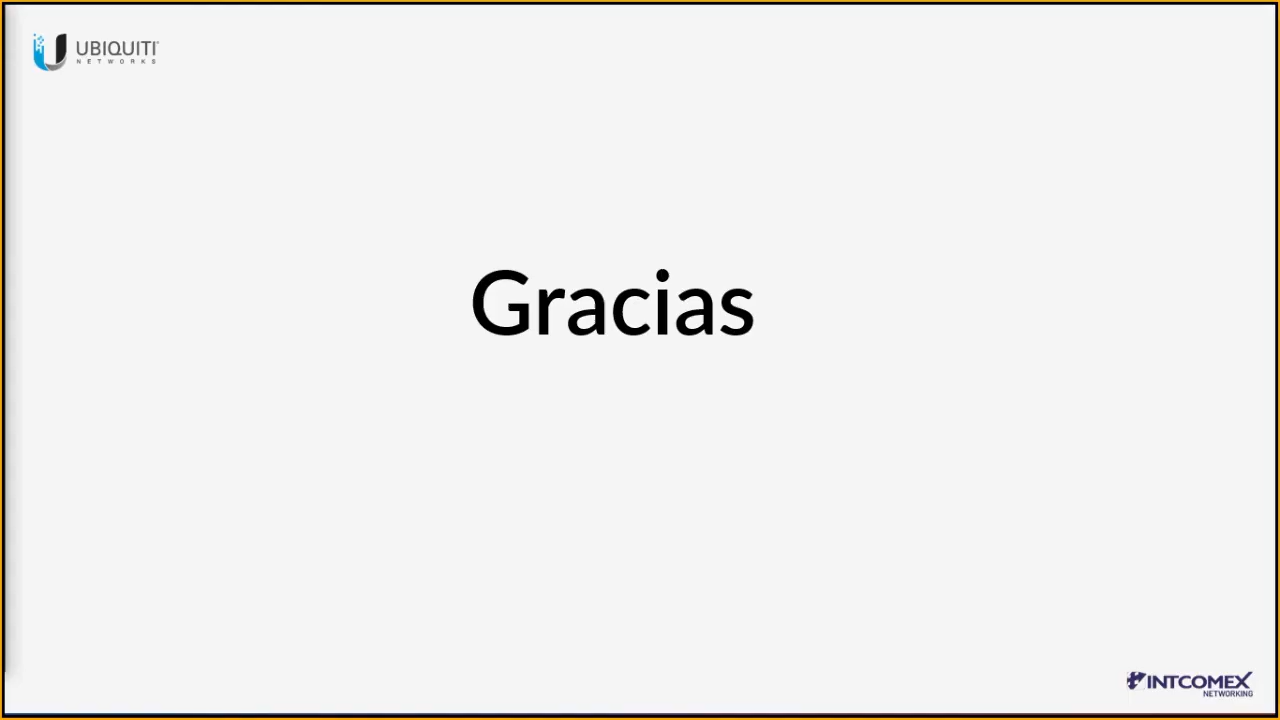 UBIQUITI
NETWORKS
Gracias
INTCOMEX
NETWORKING